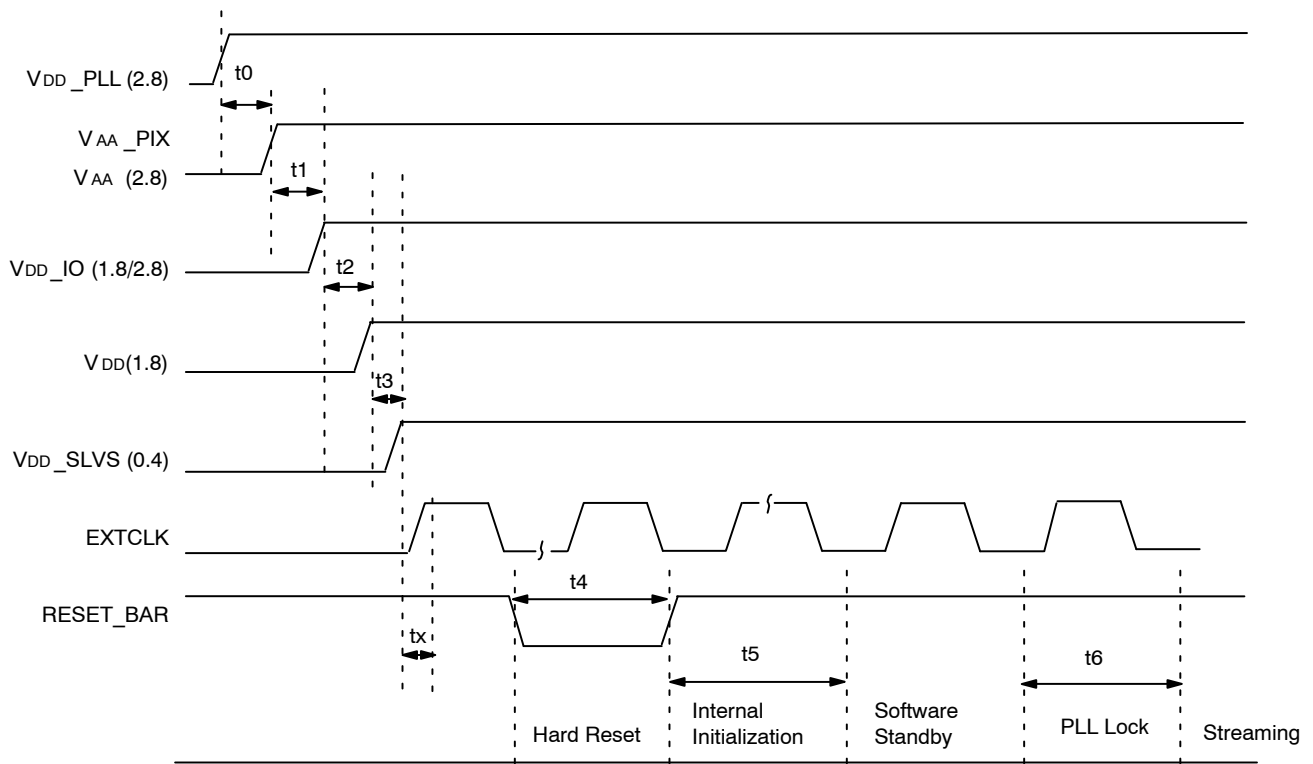 VDD_PLL (2.8)
t0
VAA_PIX
VAA (2.8)
t1
VDD_IO (1.8/2.8)
t2
VDD(1.8)
t3
VDD_SLVS (0.4)
EXTCLK
t4
RESET_BAR
tx
t5
t6
Hard Reset
Internal
Initialization
Software
Standby
PLL Lock
Streaming